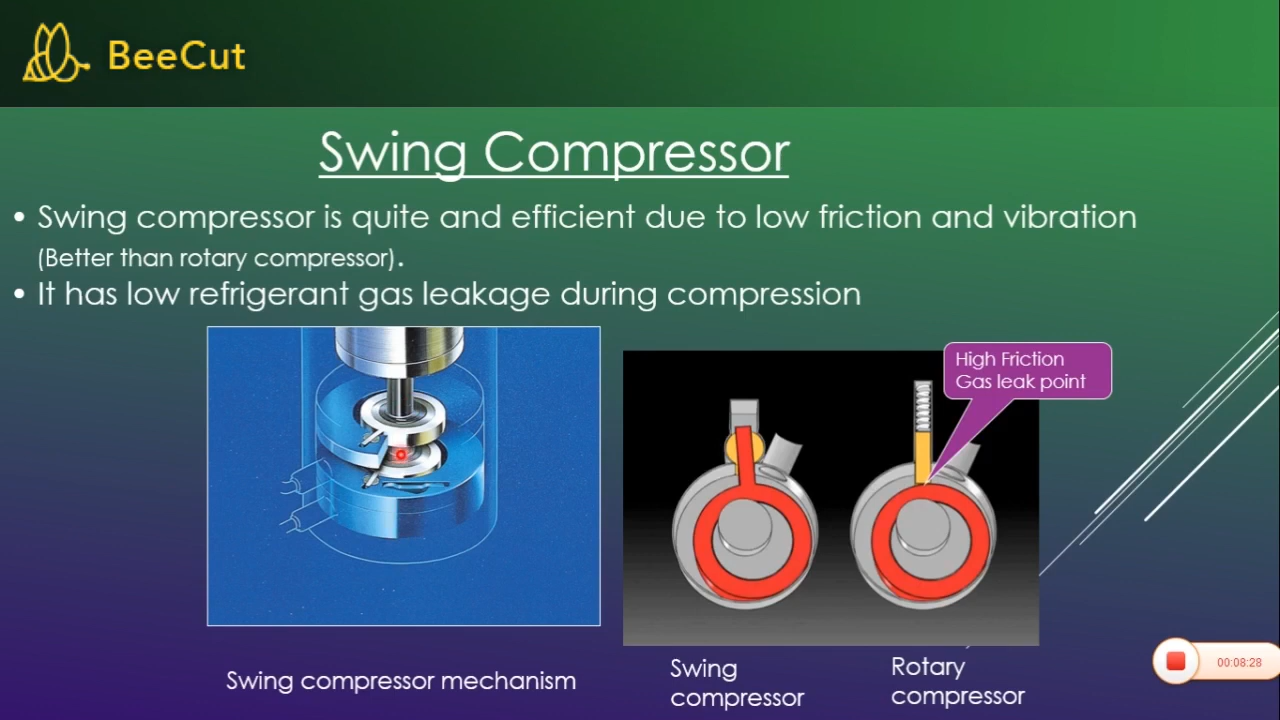 BeeCut
Swing Compressor
• Swing compressor is quite and efficient due to low friction and vibration
(Better than rotary compressor).
• It has low refrigerant gas leakage during compression
High Friction
Gas leak point
Swing compressor mechanism
Swing
compressor
Rotary
compressor
00:08:28